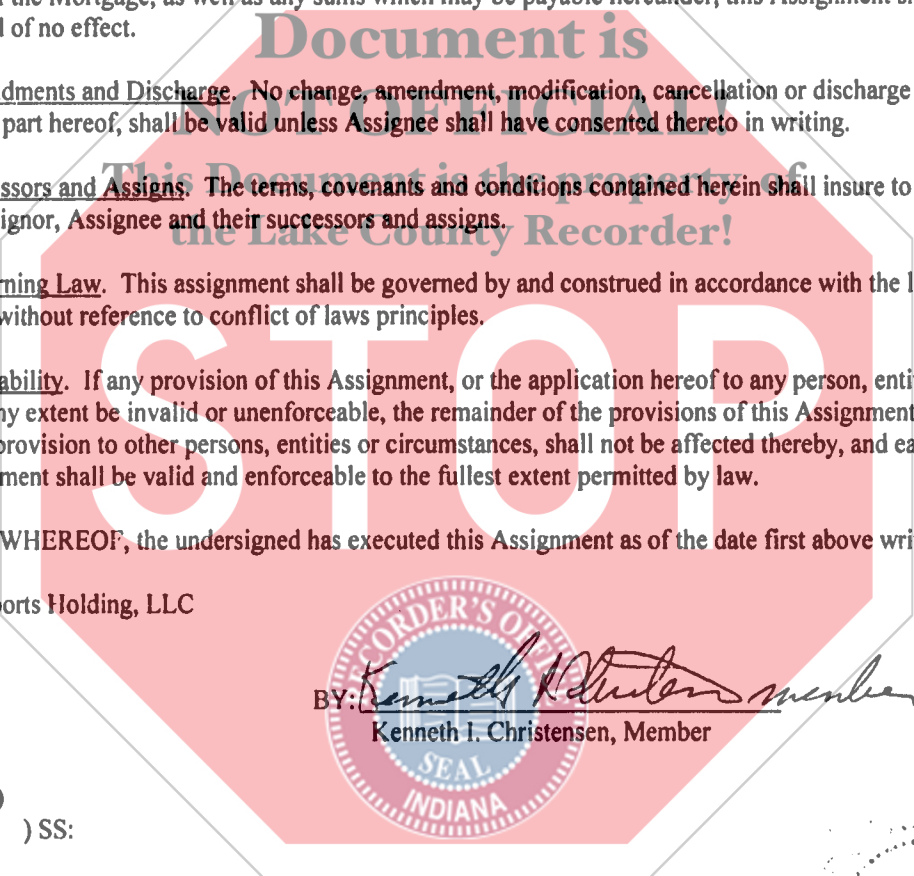 the Mortgage, as well as any sums which may be payable hereunder, this Assignment
Document is
of no effect.
NOT OFFICIAL!
dments and Discharge. No change, amendment, modification, cancellation or discharge
part hereof, shall be valid unless Assignee shall have consented thereto in writing.
This Document is the property of
ssors and Assigns. The terms, covenants and conditions contained herein shall insure to
ignor, Assignee and their successors and assigns.
the Lake County Recorder!
rning Law. This assignment shall be governed by and construed in accordance with the l
without reference to conflict of laws principles.
STOP
ability. If any provision of this Assignment, or the application hereof to any person, enti
ny extent be invalid or unenforceable, the remainder of the provisions of this Assignment
provision to other persons, entities or circumstances, shall not be affected thereby, and ea
ment shall be valid and enforceable to the fullest extent permitted by law.
WHEREOF, the undersigned has executed this Assignment as of the date first above wri
orts Holding, LLC
RECORDER'S OFFICE
BY: Kenneth I Christensen member
Kenneth I. Christensen, Member
SEAL
INDIANA
)
) SS: